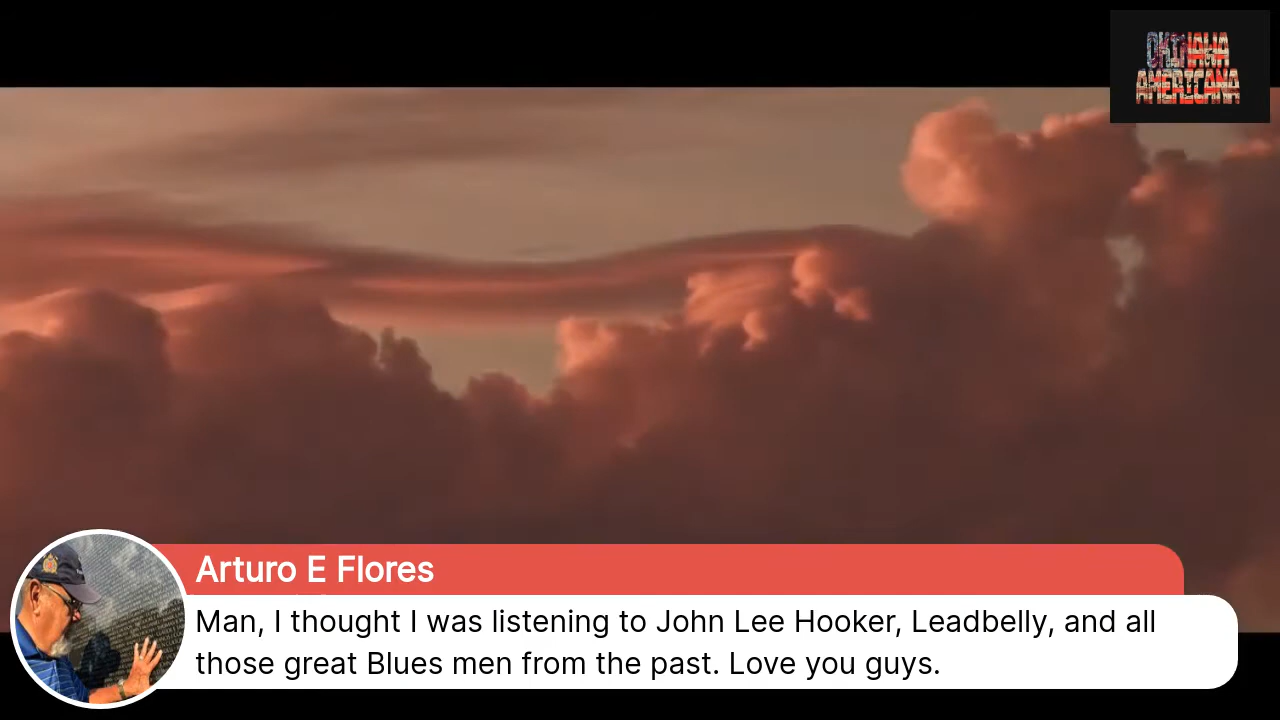 OKINAWA
AMERICANA
Arturo E Flores
Man, I thought I was listening to John Lee Hooker, Leadbelly, and all
those great Blues men from the past. Love you guys.